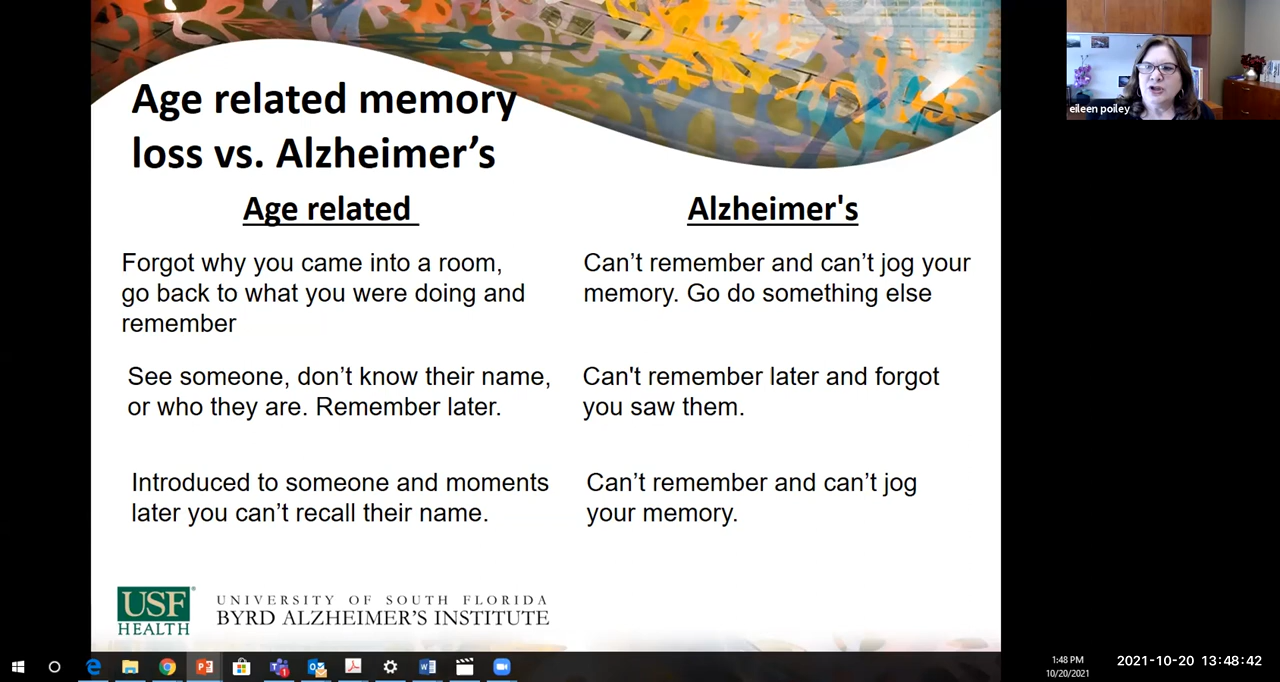 Age related memory
loss vs. Alzheimer’s
Age related
Alzheimer's
Forgot why you came into a room,
go back to what you were doing and
remember
Can’t remember and can’t jog your
memory. Go do something else
See someone, don’t know their name,
or who they are. Remember later.
Can't remember later and forgot
you saw them.
Introduced to someone and moments
later you can’t recall their name.
Can’t remember and can’t jog
your memory.
USF
HEALTH
UNIVERSITY OF SOUTH FLORIDA
BYRD ALZHEIMER’S INSTITUTE
eileen poiley
1:48 PM
10/20/2021
2021-10-20 13:48:42